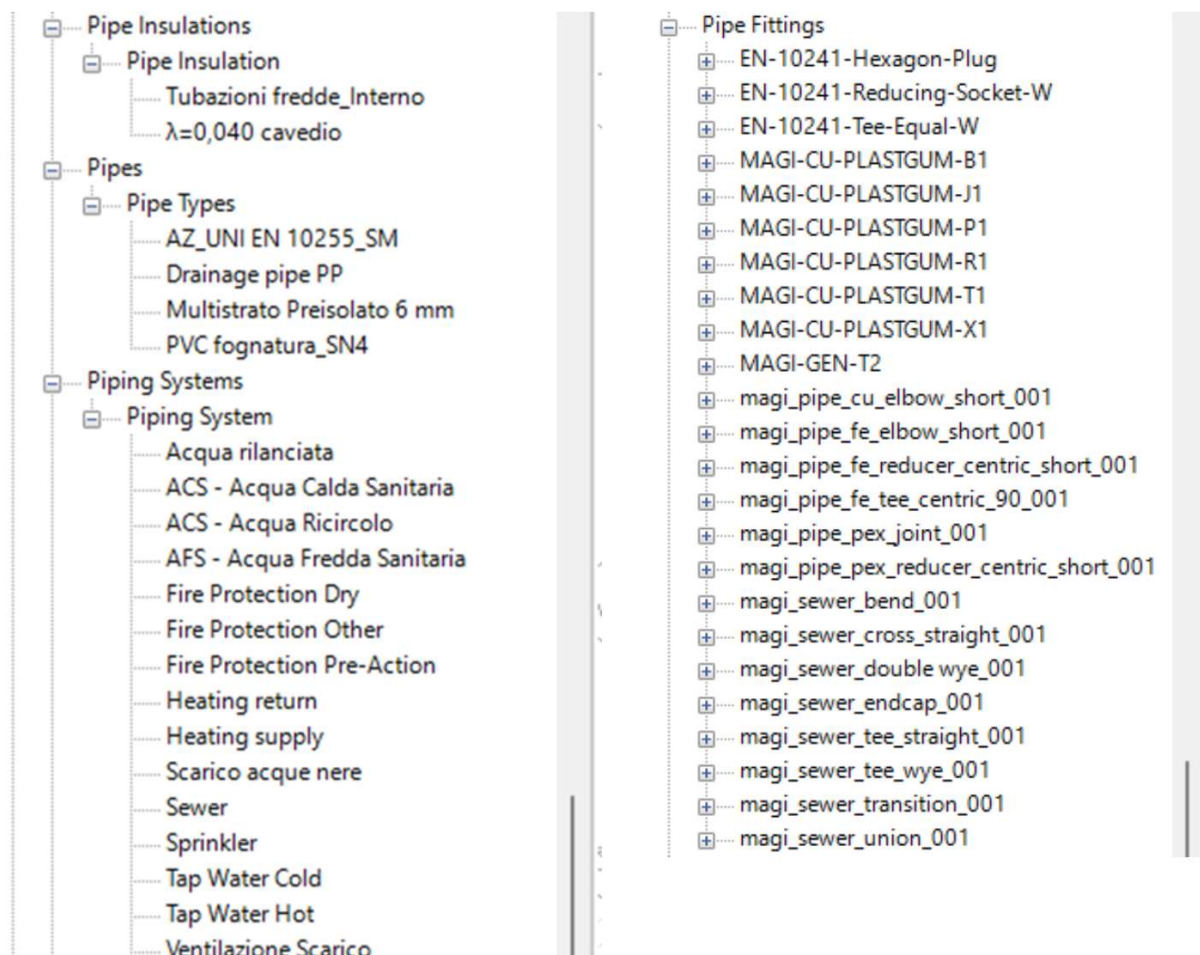 Pipe Insulations
Pipe Insulation
Tubazioni fredde_Interno
λ=0,040 cavedio
Pipes
Pipe Types
AZ_UNI EN 10255_SM
Drainage pipe PP
Multistrato Preisolato 6 mm
PVC fognatura_SN4
Piping Systems
Piping System
Acqua rilanciata
ACS - Acqua Calda Sanitaria
ACS - Acqua Ricircolo
AFS - Acqua Fredda Sanitaria
Fire Protection Dry
Fire Protection Other
Fire Protection Pre-Action
Heating return
Heating supply
Scarico acque nere
Sewer
Sprinkler
Tap Water Cold
Tap Water Hot
Ventilazione Scarico
Pipe Fittings
EN-10241-Hexagon-Plug
EN-10241-Reducing-Socket-W
EN-10241-Tee-Equal-W
MAGI-CU-PLASTGUM-B1
MAGI-CU-PLASTGUM-J1
MAGI-CU-PLASTGUM-P1
MAGI-CU-PLASTGUM-R1
MAGI-CU-PLASTGUM-T1
MAGI-CU-PLASTGUM-X1
MAGI-GEN-T2
magi_pipe_cu_elbow_short_001
magi_pipe_fe_elbow_short_001
magi_pipe_fe_reducer_centric_short_001
magi_pipe_fe_tee_centric_90_001
magi_pipe_pex_joint_001
magi_pipe_pex_reducer_centric_short_001
magi_sewer_bend_001
magi_sewer_cross_straight_001
magi_sewer_double wye_001
magi_sewer_endcap_001
magi_sewer_tee_straight_001
magi_sewer_tee_wye_001
magi_sewer_transition_001
magi_sewer_union_001